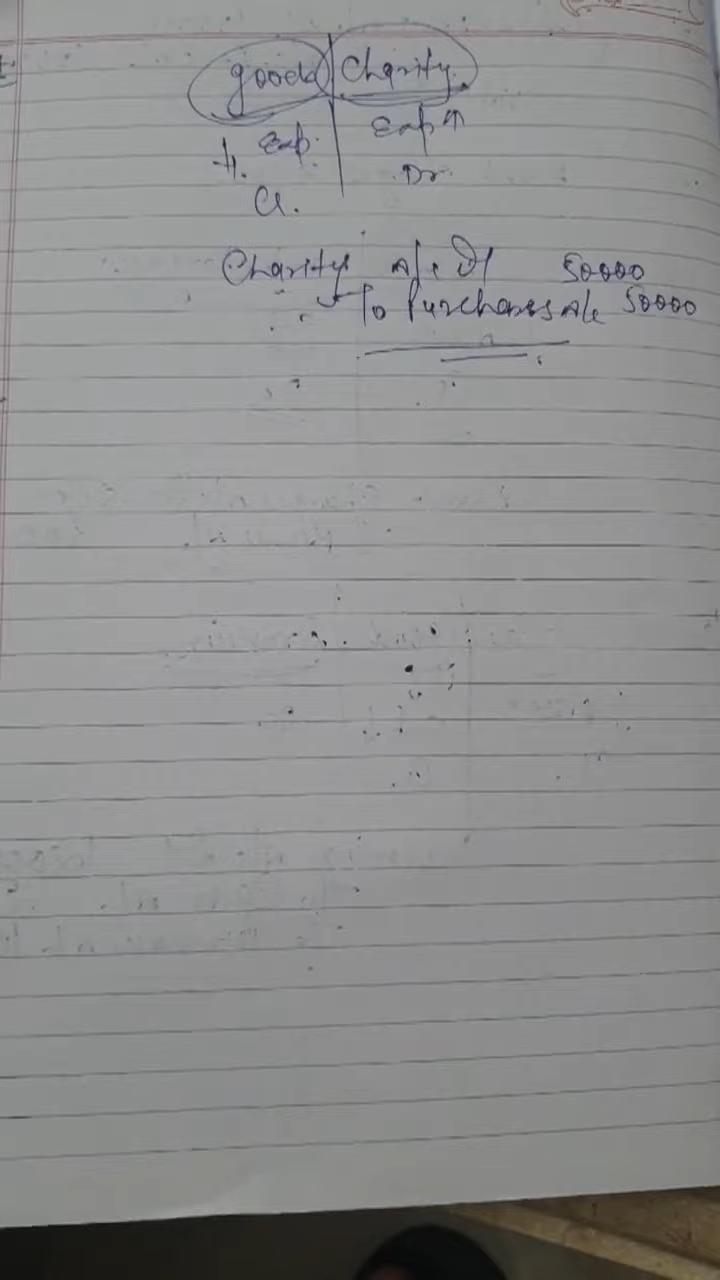 goods Charity
Exp. Exp ↑
Cr. Dr.
Charity A/c Dr 50000
To Purchases A/c 50000